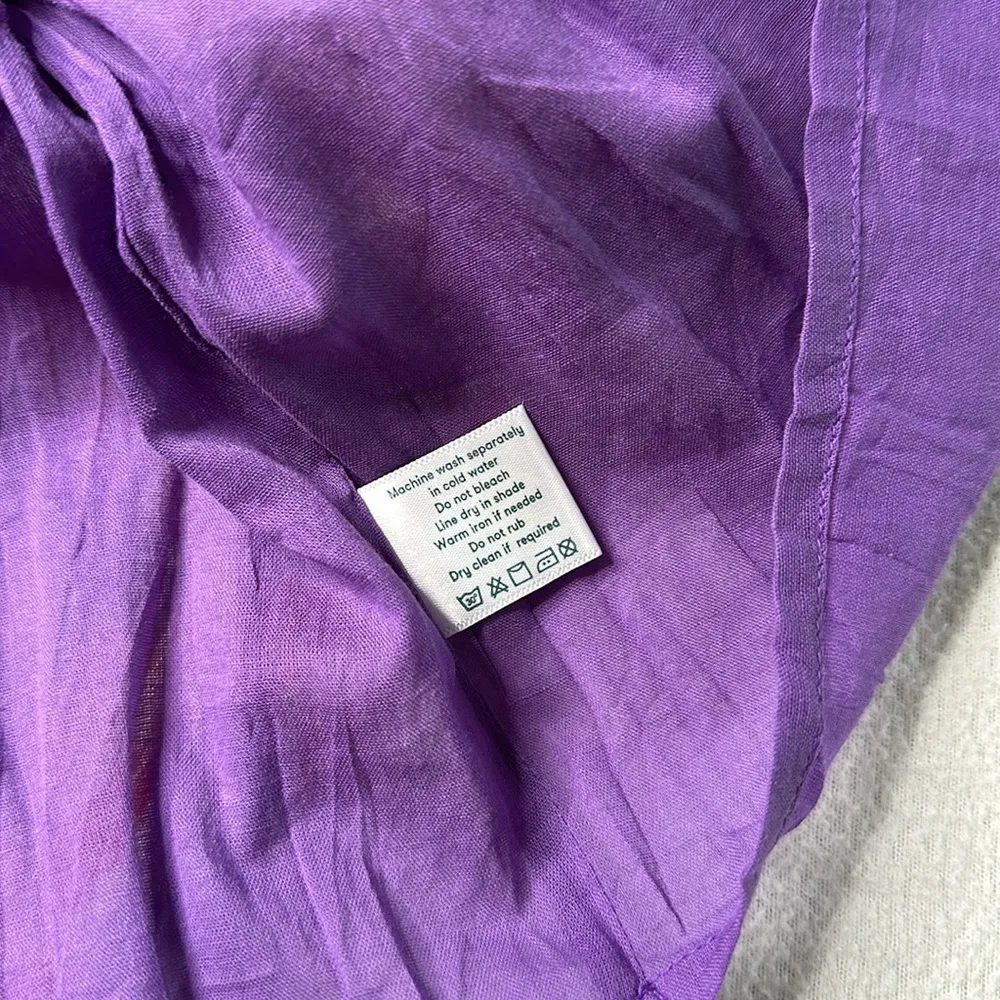 Machine wash separately
in cold water
Do not bleach
Line dry in shade
Warm iron if needed
Do not rub
Dry clean if required
30°